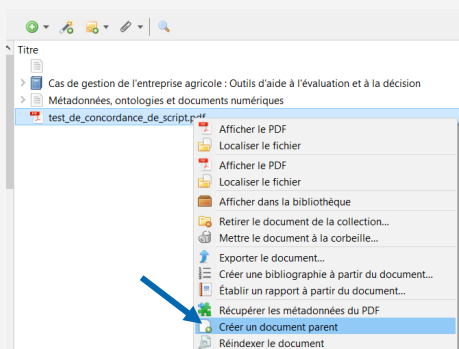 Titre
Cas de gestion de l'entreprise agricole : Outils d'aide à l'évaluation et à la décision
Métadonnées, ontologies et documents numériques
test_de_concordance_de_script.pdf
Afficher le PDF
Localiser le fichier
Afficher le PDF
Localiser le fichier
Afficher dans la bibliothèque
Retirer le document de la collection...
Mettre le document à la corbeille...
Exporter le document...
Créer une bibliographie à partir du document...
Établir un rapport à partir du document...
Récupérer les métadonnées du PDF
Créer un document parent
Réindexer le document